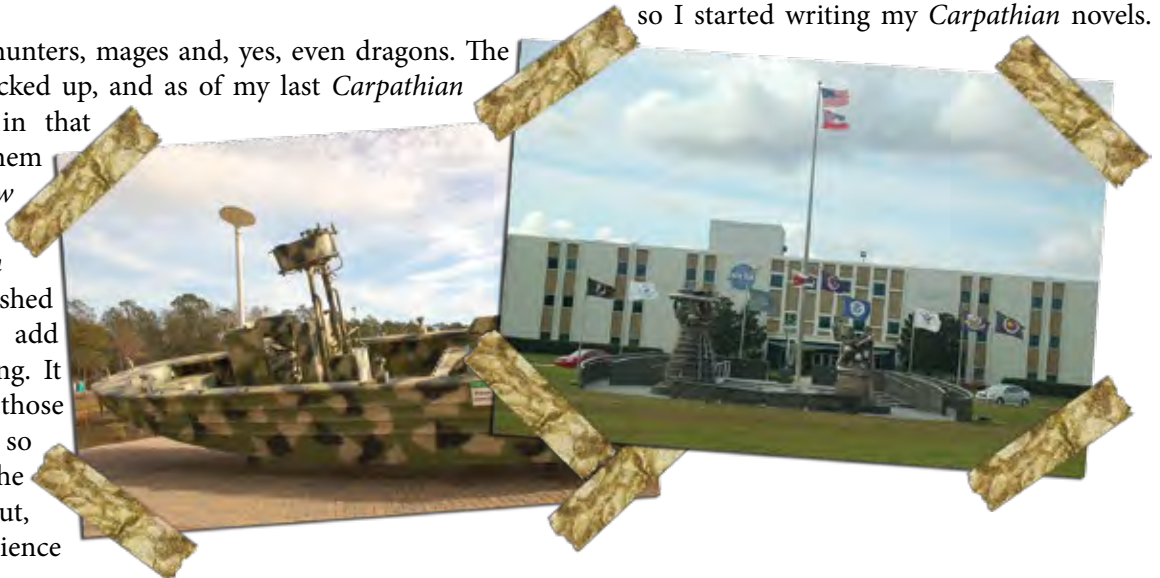 so I started writing my Carpathian novels.
hunters, mages and, yes, even dragons. The
cked up, and as of my last Carpathian
in that
hem
w
n
shed
add
ng. It
those
so
he
ut,
ience
NASA